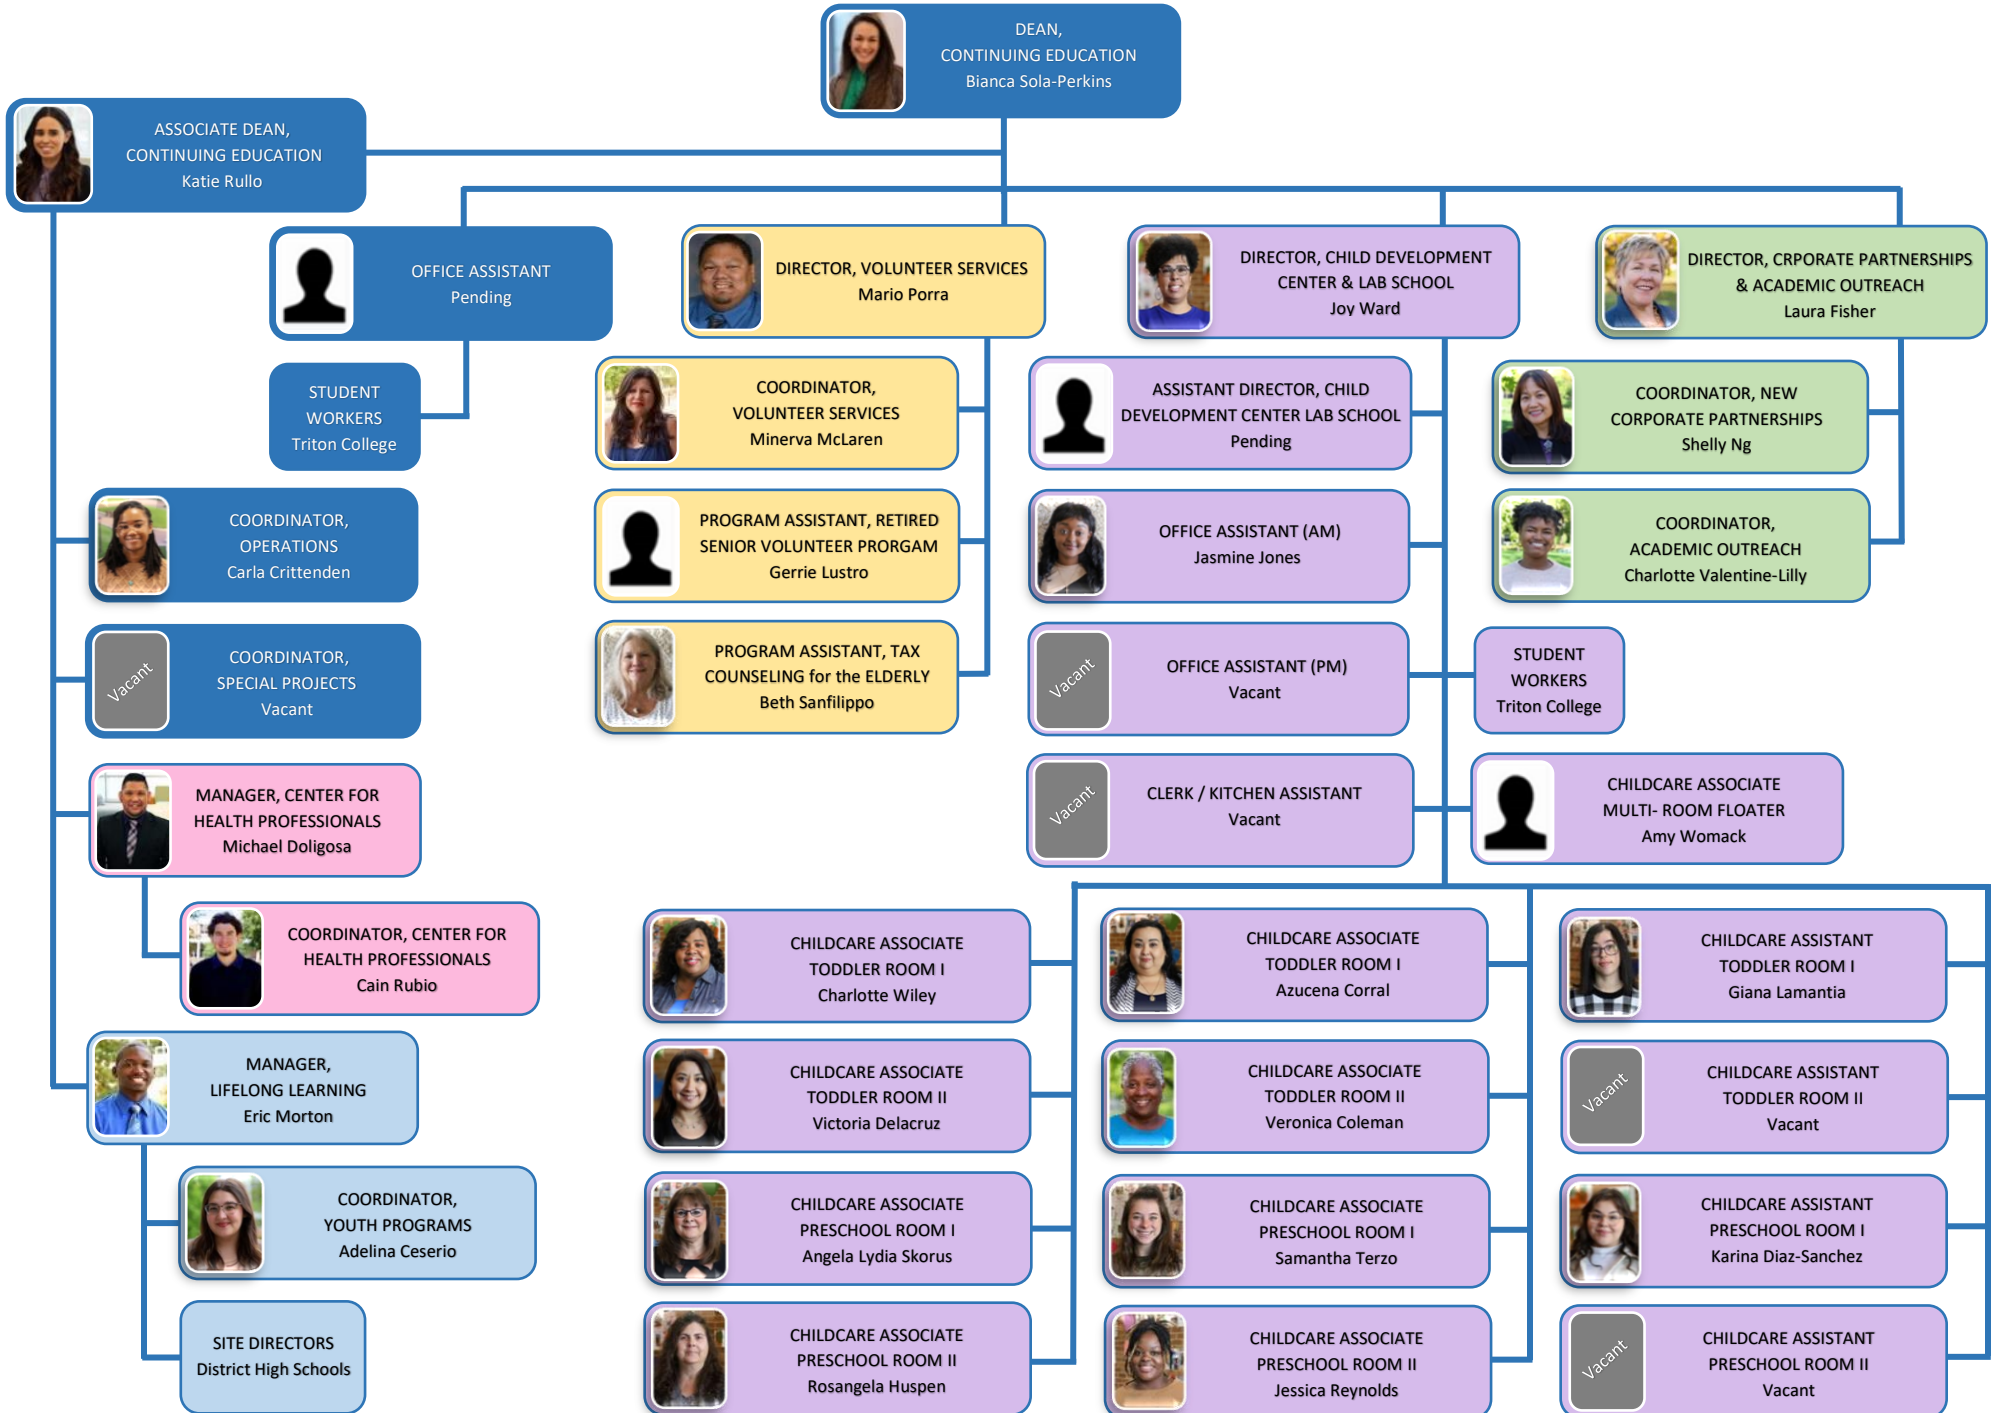 DEAN,
CONTINUING EDUCATION
Bianca Sola-Perkins
ASSOCIATE DEAN,
CONTINUING EDUCATION
Katie Rullo
OFFICE ASSISTANT
Pending
DIRECTOR, VOLUNTEER SERVICES
Mario Porra
DIRECTOR, CHILD DEVELOPMENT
CENTER & LAB SCHOOL
Joy Ward
DIRECTOR, CRPORATE PARTNERSHIPS
& ACADEMIC OUTREACH
Laura Fisher
STUDENT
WORKERS
Triton College
COORDINATOR,
VOLUNTEER SERVICES
Minerva McLaren
ASSISTANT DIRECTOR, CHILD
DEVELOPMENT CENTER LAB SCHOOL
Pending
COORDINATOR, NEW
CORPORATE PARTNERSHIPS
Shelly Ng
COORDINATOR,
OPERATIONS
Carla Crittenden
PROGRAM ASSISTANT, RETIRED
SENIOR VOLUNTEER PRORGAM
Gerrie Lustro
OFFICE ASSISTANT (AM)
Jasmine Jones
COORDINATOR,
ACADEMIC OUTREACH
Charlotte Valentine-Lilly
Vacant
COORDINATOR,
SPECIAL PROJECTS
Vacant
PROGRAM ASSISTANT, TAX
COUNSELING for the ELDERLY
Beth Sanfilippo
Vacant
OFFICE ASSISTANT (PM)
Vacant
STUDENT
WORKERS
Triton College
MANAGER, CENTER FOR
HEALTH PROFESSIONALS
Michael Doligosa
Vacant
CLERK / KITCHEN ASSISTANT
Vacant
CHILDCARE ASSOCIATE
MULTI- ROOM FLOATER
Amy Womack
COORDINATOR, CENTER FOR
HEALTH PROFESSIONALS
Cain Rubio
CHILDCARE ASSOCIATE
TODDLER ROOM I
Charlotte Wiley
CHILDCARE ASSOCIATE
TODDLER ROOM I
Azucena Corral
CHILDCARE ASSISTANT
TODDLER ROOM I
Giana Lamantia
MANAGER,
LIFELONG LEARNING
Eric Morton
CHILDCARE ASSOCIATE
TODDLER ROOM II
Victoria Delacruz
CHILDCARE ASSOCIATE
TODDLER ROOM II
Veronica Coleman
Vacant
CHILDCARE ASSISTANT
TODDLER ROOM II
Vacant
COORDINATOR,
YOUTH PROGRAMS
Adelina Ceserio
CHILDCARE ASSOCIATE
PRESCHOOL ROOM I
Angela Lydia Skorus
CHILDCARE ASSOCIATE
PRESCHOOL ROOM I
Samantha Terzo
CHILDCARE ASSISTANT
PRESCHOOL ROOM I
Karina Diaz-Sanchez
SITE DIRECTORS
District High Schools
CHILDCARE ASSOCIATE
PRESCHOOL ROOM II
Rosangela Huspen
CHILDCARE ASSOCIATE
PRESCHOOL ROOM II
Jessica Reynolds
Vacant
CHILDCARE ASSISTANT
PRESCHOOL ROOM II
Vacant